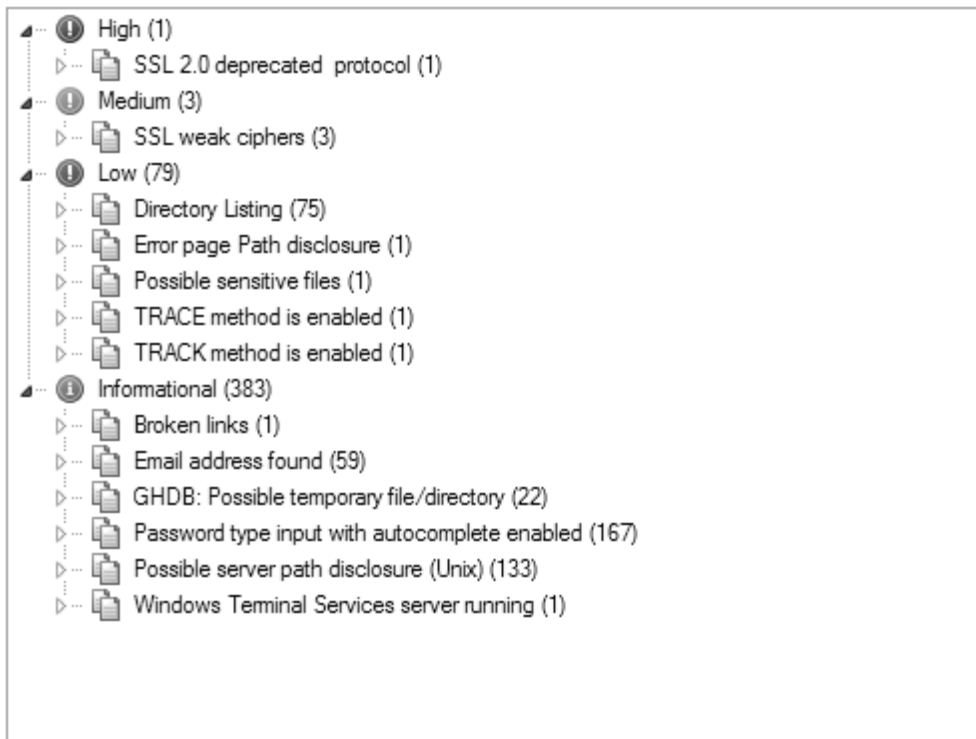 High (1)
SSL 2.0 deprecated protocol (1)
Medium (3)
SSL weak ciphers (3)
Low (79)
Directory Listing (75)
Error page Path disclosure (1)
Possible sensitive files (1)
TRACE method is enabled (1)
TRACK method is enabled (1)
Informational (383)
Broken links (1)
Email address found (59)
GHDB: Possible temporary file/directory (22)
Password type input with autocomplete enabled (167)
Possible server path disclosure (Unix) (133)
Windows Terminal Services server running (1)